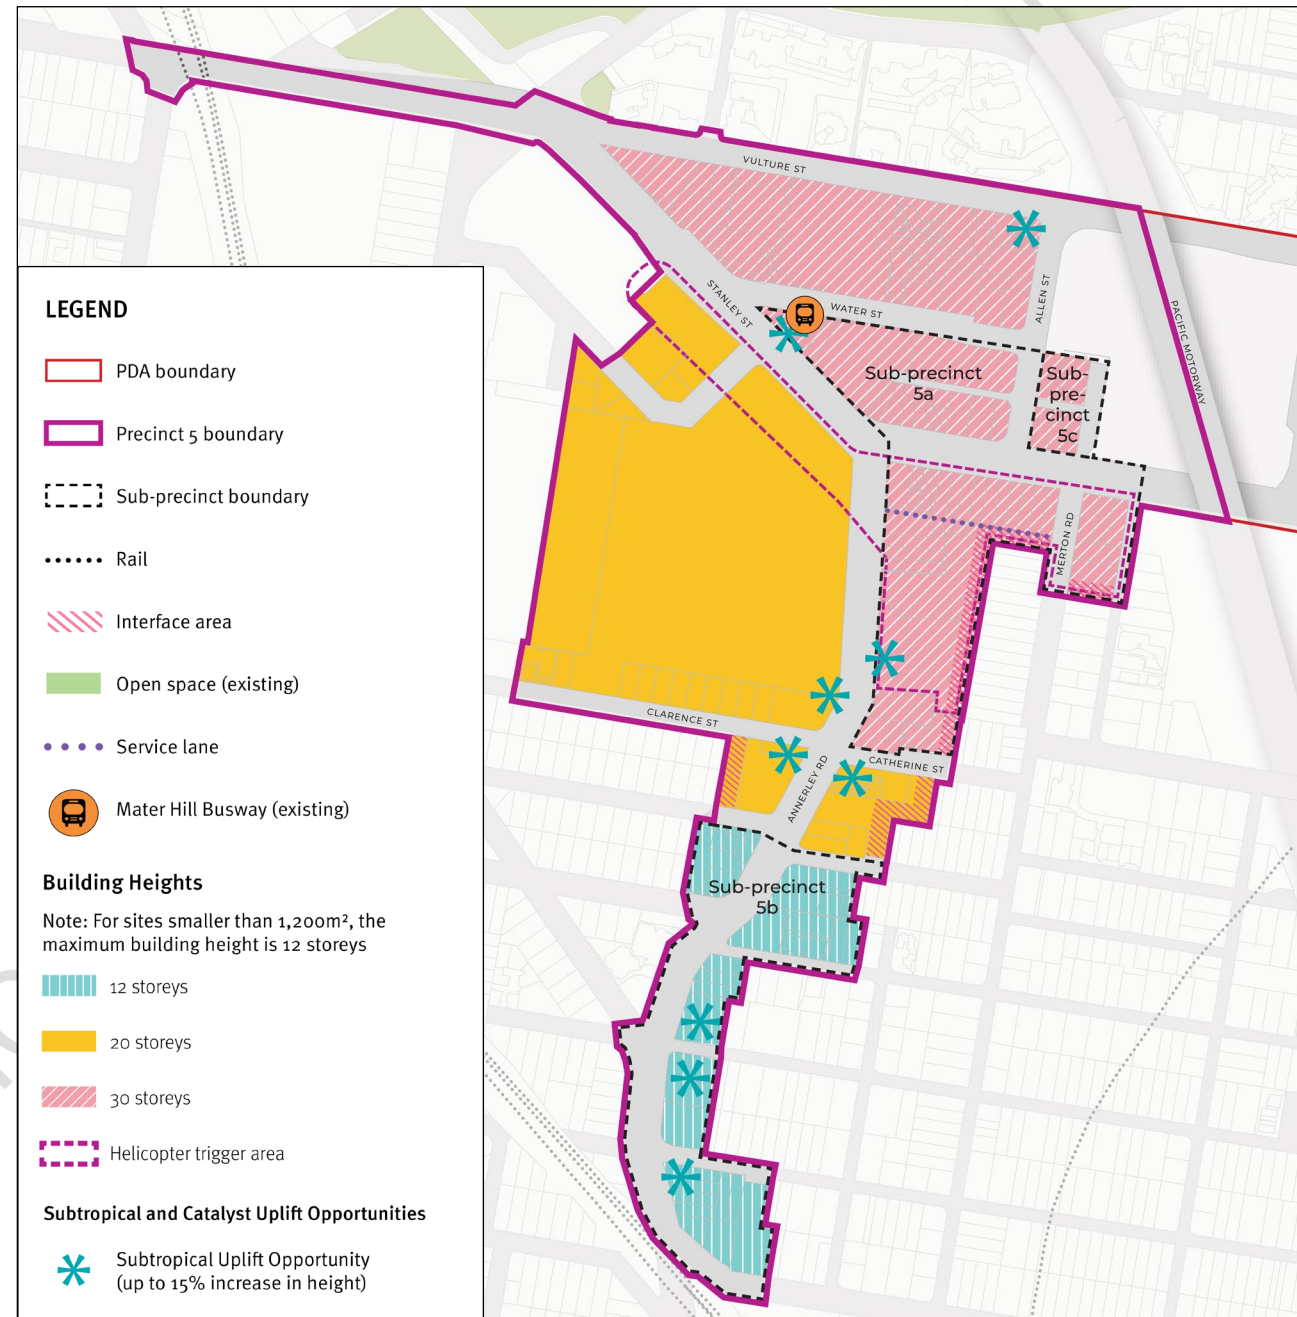 LEGEND
PDA boundary
Precinct 5 boundary
Sub-precinct boundary
Rail
Interface area
Open space (existing)
Service lane
Mater Hill Busway (existing)
Building Heights
Note: For sites smaller than 1,200m², the
maximum building height is 12 storeys
12 storeys
20 storeys
30 storeys
Helicopter trigger area
Subtropical and Catalyst Uplift Opportunities
Subtropical Uplift Opportunity
(up to 15% increase in height)
VULTURE ST
STANLEY ST
WATER ST
ALLEN ST
PACIFIC MOTORWAY
Sub-precinct
5a
Sub-
pre-
cinct
5c
MERTON RD
CLARENCE ST
CATHERINE ST
ANNERLEY RD
Sub-precinct
5b